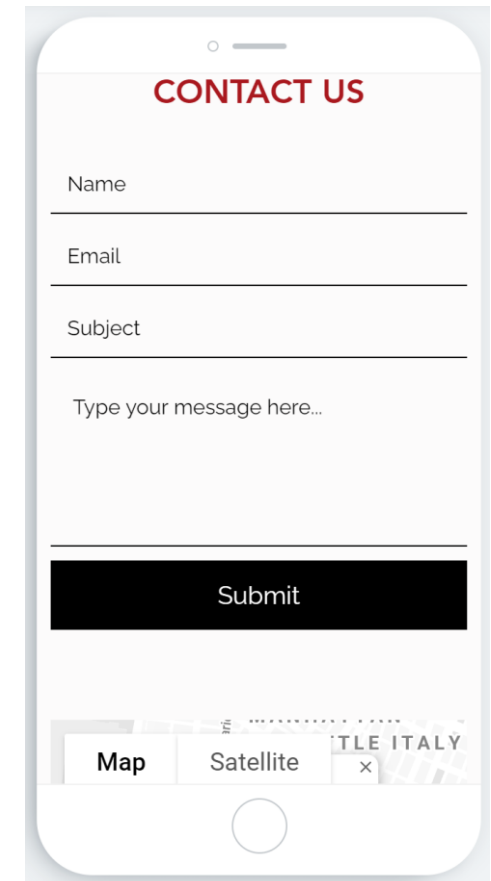 CONTACT US
Name
Email
Subject
Type your message here...
Submit
TLE ITALY
Map
Satellite
×